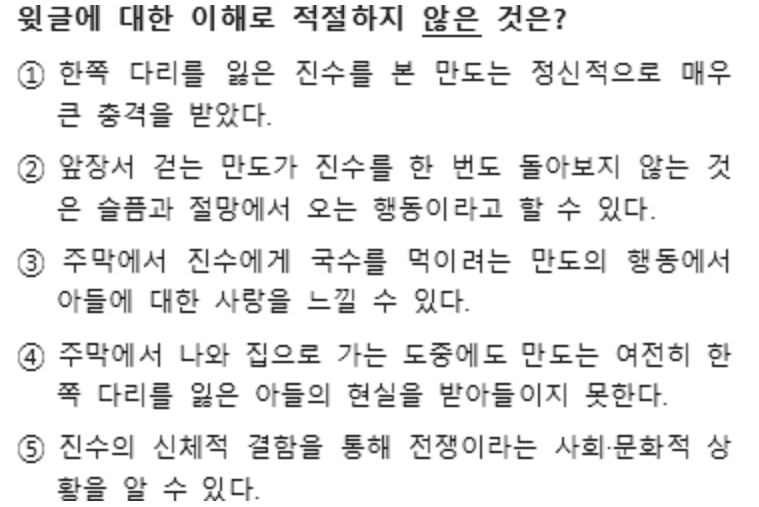 윗글에 대한 이해로 적절하지 않은 것은?
① 한쪽 다리를 잃은 진수를 본 만도는 정신적으로 매우
큰 충격을 받았다.
② 앞장서 걷는 만도가 진수를 한 번도 돌아보지 않는 것
은 슬픔과 절망에서 오는 행동이라고 할 수 있다.
③ 주막에서 진수에게 국수를 먹이려는 만도의 행동에서
아들에 대한 사랑을 느낄 수 있다.
④ 주막에서 나와 집으로 가는 도중에도 만도는 여전히 한
쪽 다리를 잃은 아들의 현실을 받아들이지 못한다.
⑤ 진수의 신체적 결함을 통해 전쟁이라는 사회·문화적 상
황을 알 수 있다.